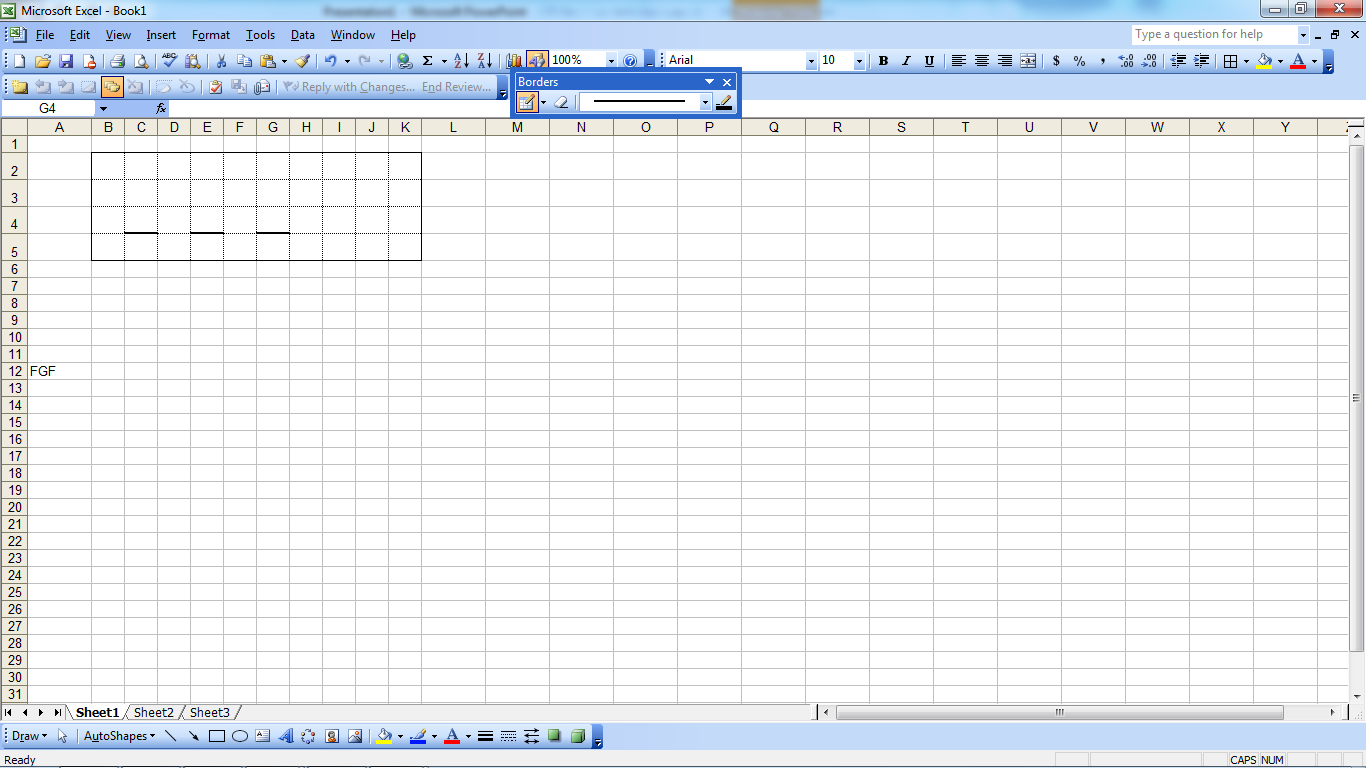 Microsoft Excel - Book1
File Edit View Insert Format Tools Data Window Help
Type a question for help
100%
Arial
10
B I U
$ % ,
Reply with Changes... End Review...
Borders
G4
fx
A B C D E F G H I J K L M N O P Q R S T U V W X Y
1
2
3
4
5
6
7
8
9
10
11
12 FGF
13
14
15
16
17
18
19
20
21
22
23
24
25
26
27
28
29
30
31
Sheet1 Sheet2 Sheet3
Draw AutoShapes
Ready
CAPS NUM